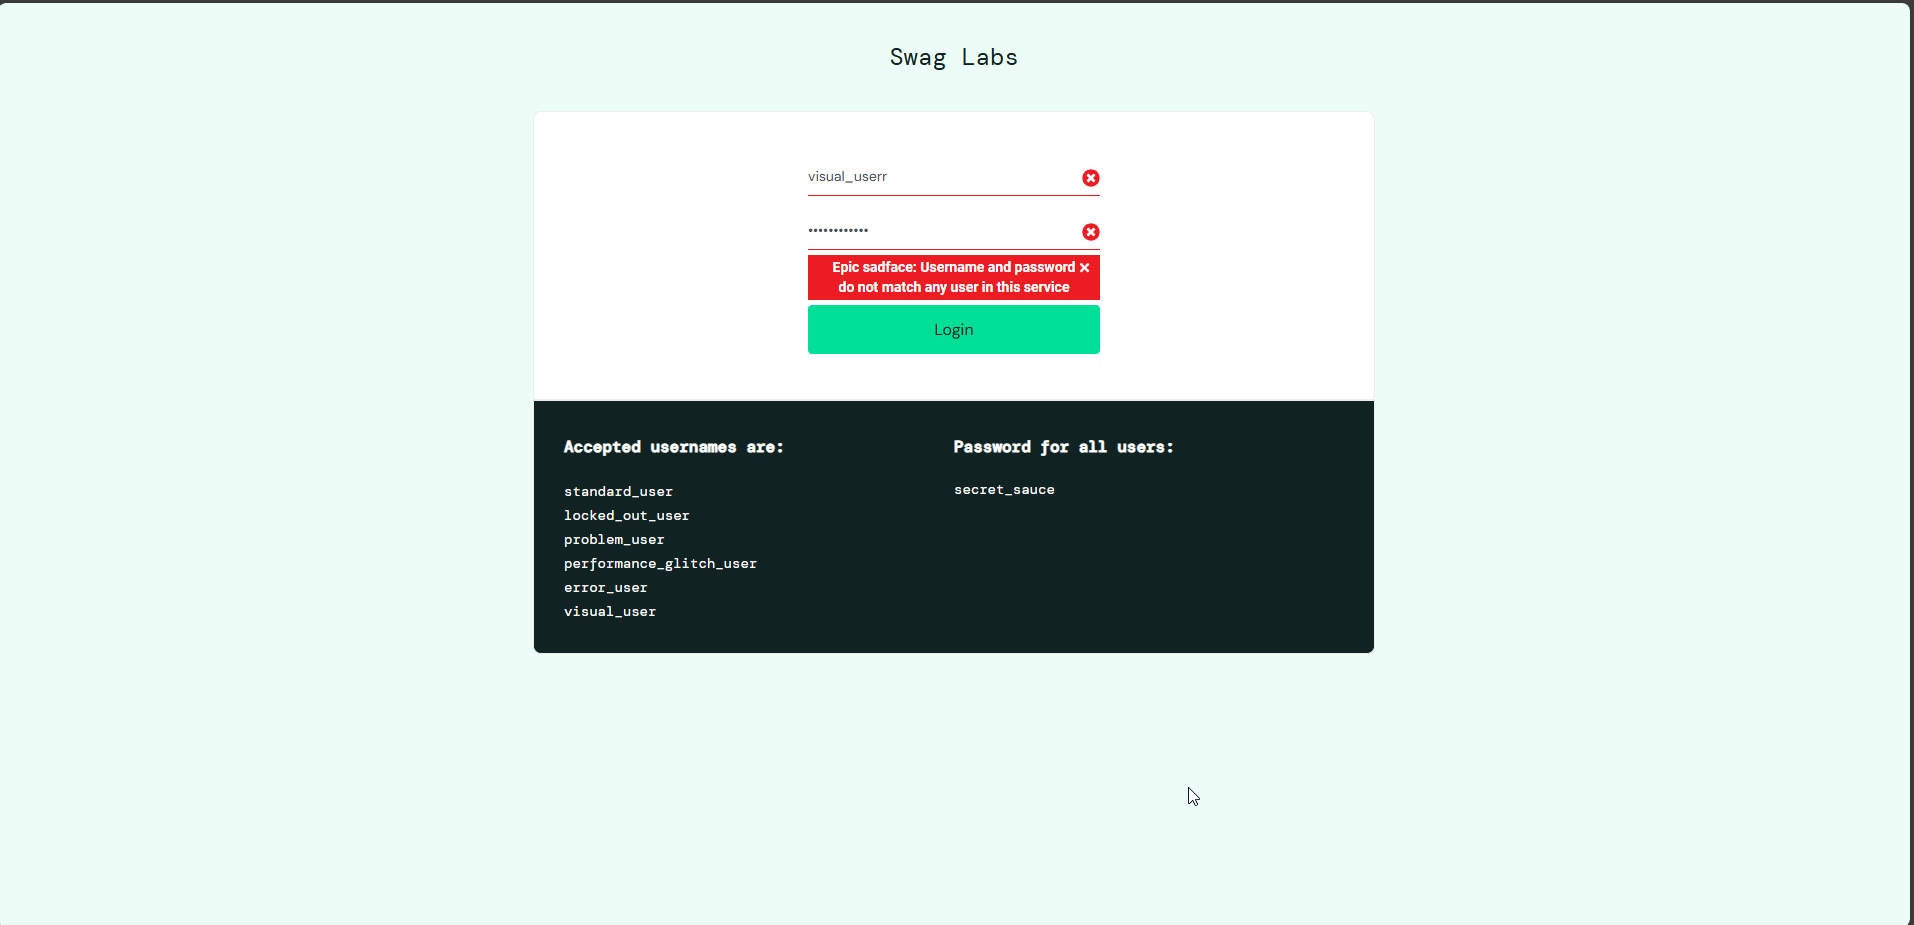 Swag Labs
visual_userr
••••••••••••
Epic sadface: Username and password
do not match any user in this service
Login
Accepted usernames are:
standard_user
locked_out_user
problem_user
performance_glitch_user
error_user
visual_user
Password for all users:
secret_sauce